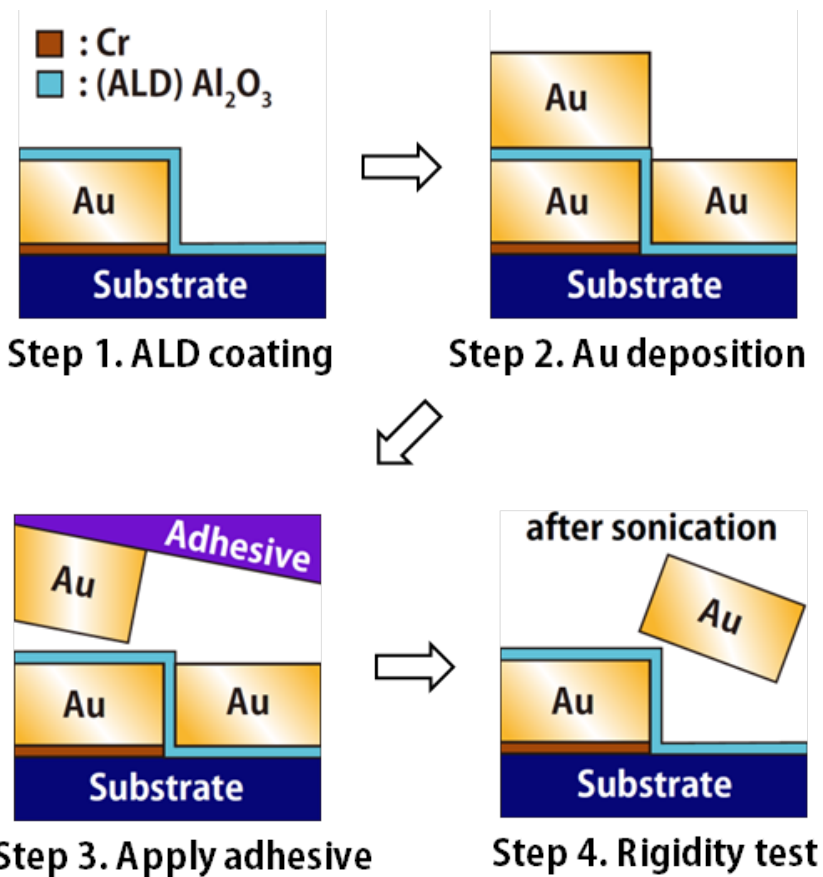 : Cr
: (ALD) Al₂O₃
Au
Substrate
Step 1. ALD coating
Au
Au
Au
Substrate
Step 2. Au deposition
Adhesive
Au
Au
Au
Substrate
Step 3. Apply adhesive
after sonication
Au
Au
Substrate
Step 4. Rigidity test